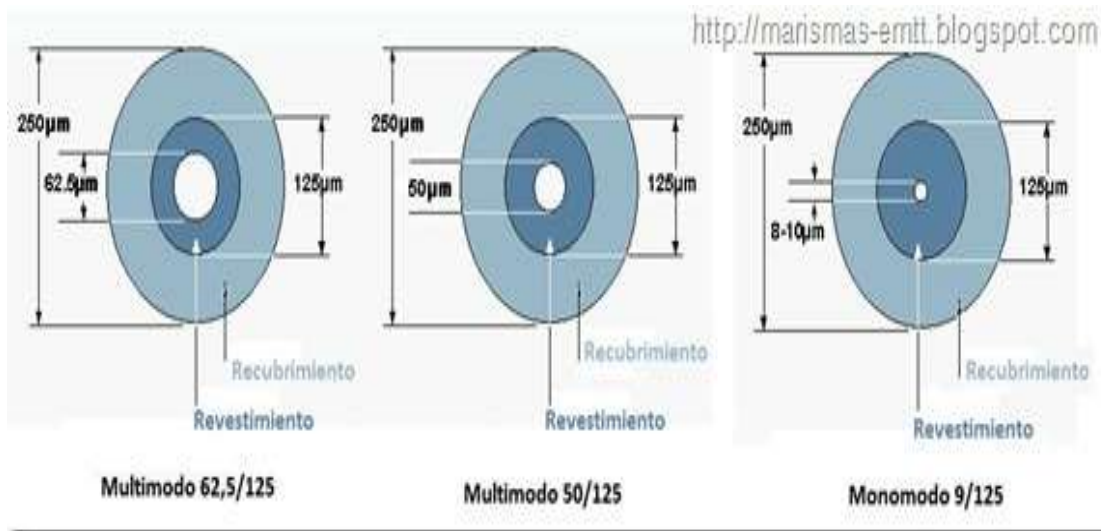 http://marismas-emtt.blogspot.com
250µm
62.5µm
125µm
Recubrimiento
Revestimiento
Multimodo 62,5/125
250µm
50µm
125µm
Recubrimiento
Revestimiento
Multimodo 50/125
250µm
8-10µm
125µm
Recubrimiento
Revestimiento
Monomodo 9/125